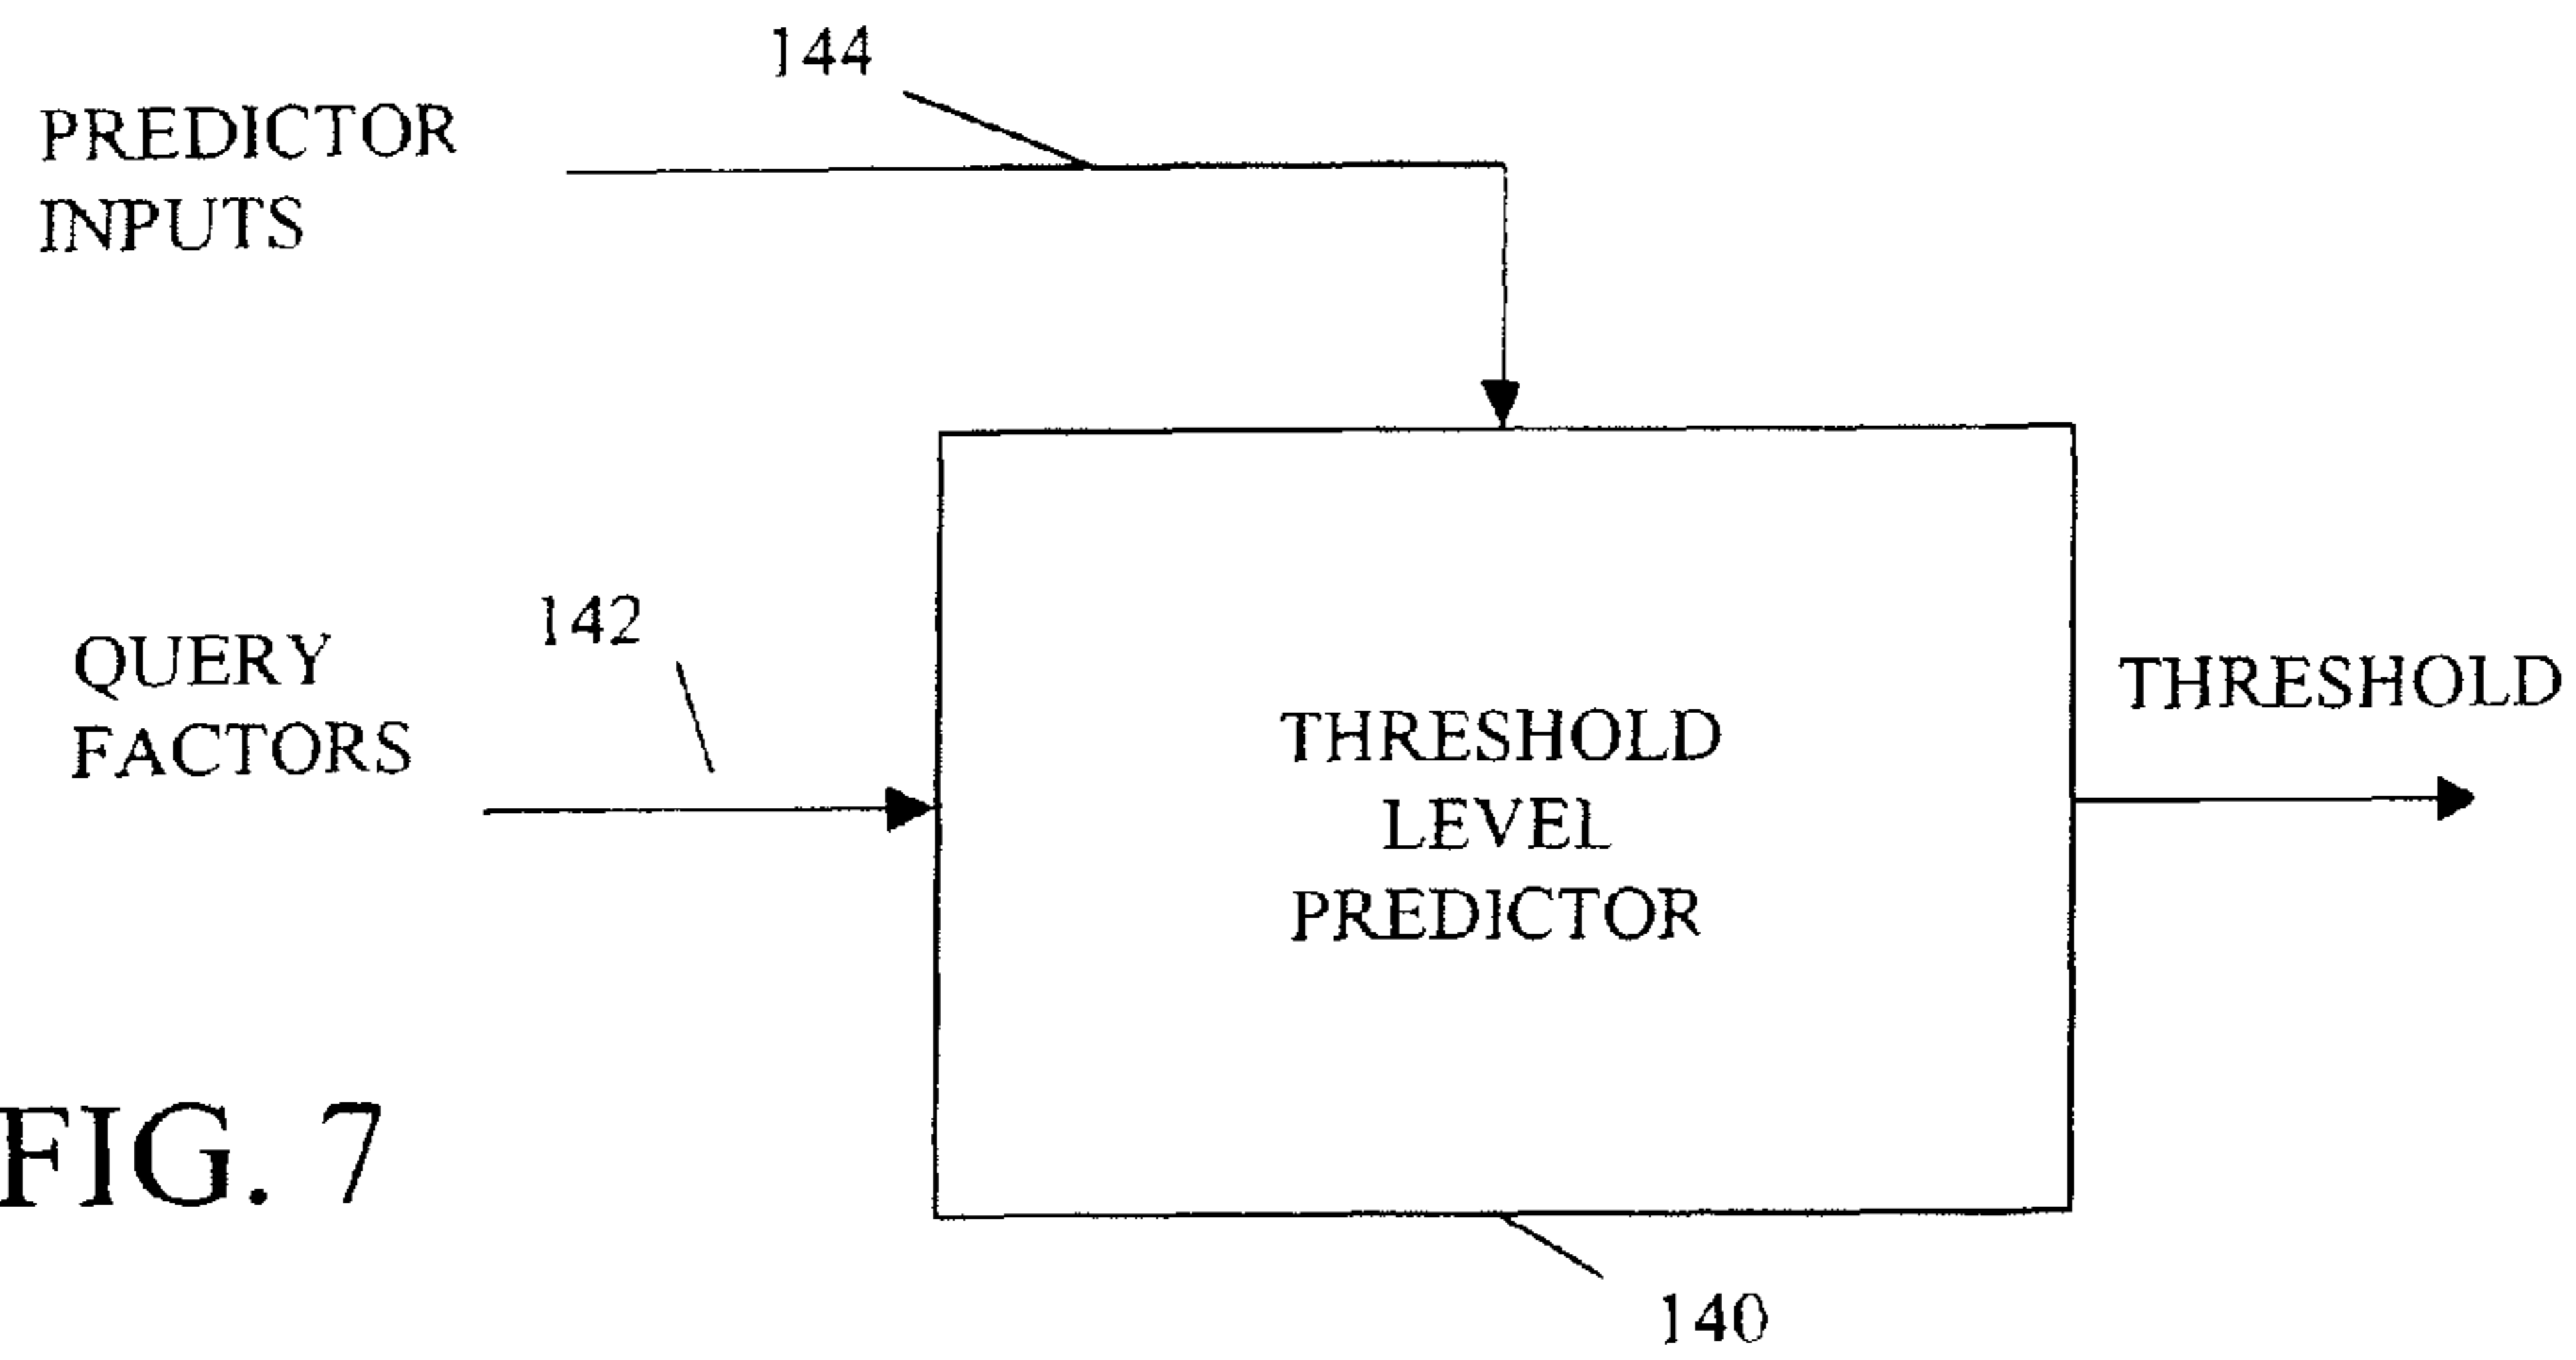 144
PREDICTOR
INPUTS
142
QUERY
FACTORS
THRESHOLD
THRESHOLD
LEVEL
PREDICTOR
FIG. 7
140